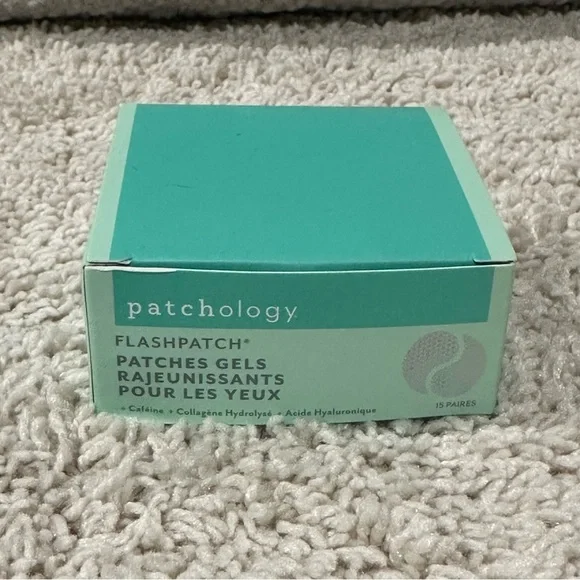 patchology
FLASHPATCH®
PATCHES GELS
RAJEUNISSANTS
POUR LES YEUX
+ Caféine + Collagène Hydrolysé + Acide Hyaluronique
15 PAIRES